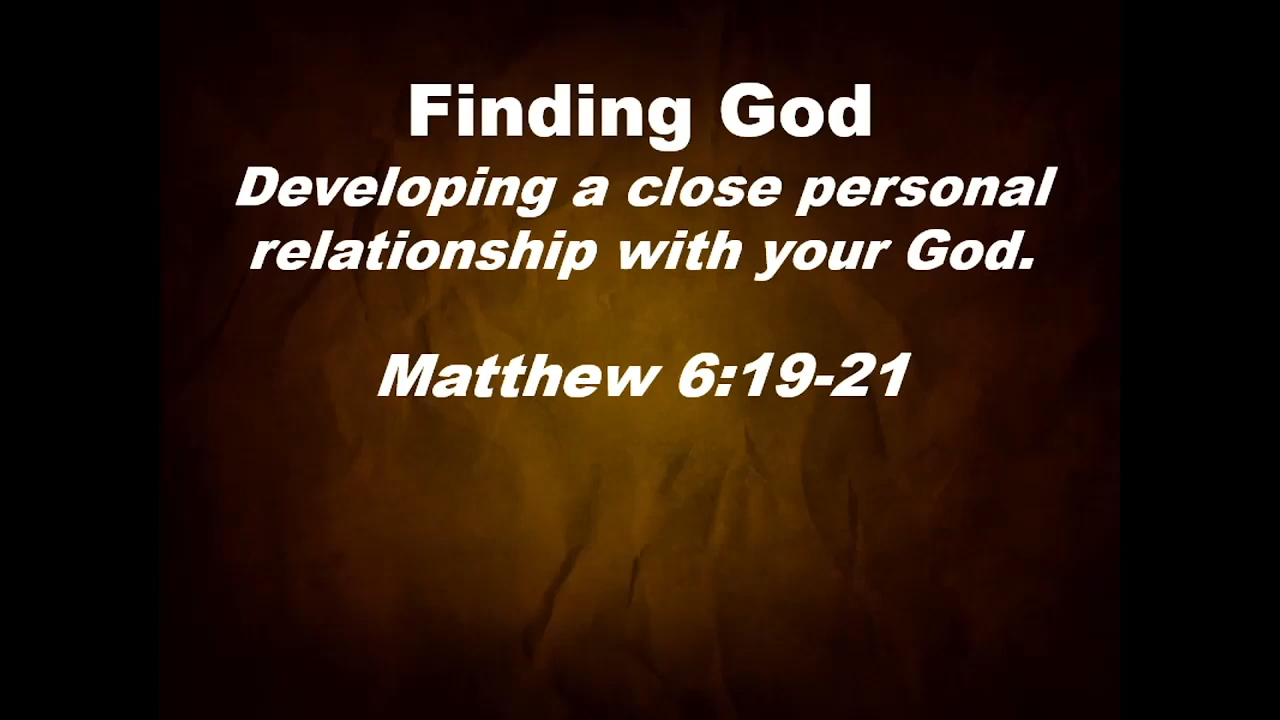 Finding God
Developing a close personal
relationship with your God.
Matthew 6:19-21